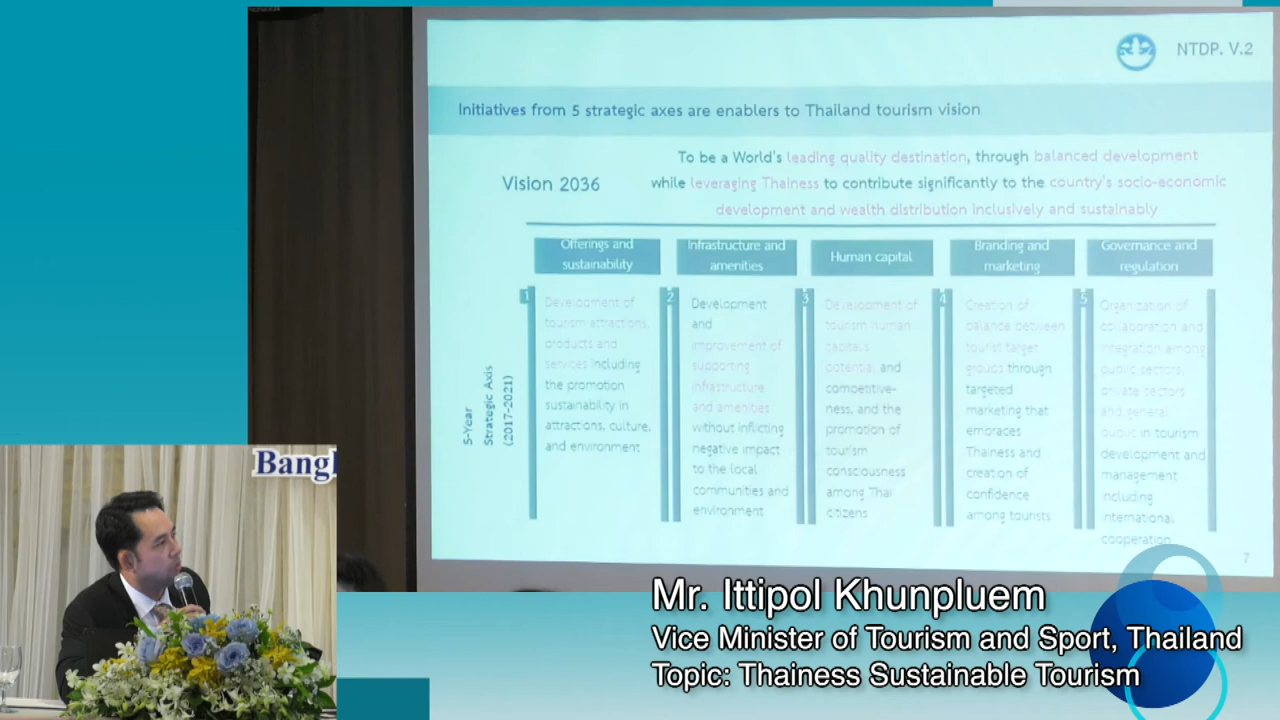 NTDP. V.2
Initiatives from 5 strategic axes are enablers to Thailand tourism vision
Vision 2036
To be a World's leading quality destination, through balanced development
while leveraging Thainess to contribute significantly to the country's socio-economic
development and wealth distribution inclusively and sustainably
5-Year
Strategic Axis
(2017-2021)
Offerings and
sustainability
1
Development of
tourism attractions,
products and
services including
the promotion
sustainability in
attractions, culture,
and environment
Infrastructure and
amenities
2
Development
and
improvement of
supporting
infrastructure
and amenities
without inflicting
negative impact
to the local
communities and
environment
Human capital
3
Development of
tourism human
capital's
potential and
competitive-
ness, and the
promotion of
tourism
consciousness
among Thai
citizens
Branding and
marketing
4
Creation of
balance between
tourist target
groups through
targeted
marketing that
embraces
Thainess and
creation of
confidence
among tourists
Governance and
regulation
5
Organization of
collaboration and
integration among
public sectors,
private sectors
and general
public in tourism
development and
management
including
international
cooperation
7
Bangl
Mr. Ittipol Khunpluem
Vice Minister of Tourism and Sport, Thailand
Topic: Thainess Sustainable Tourism